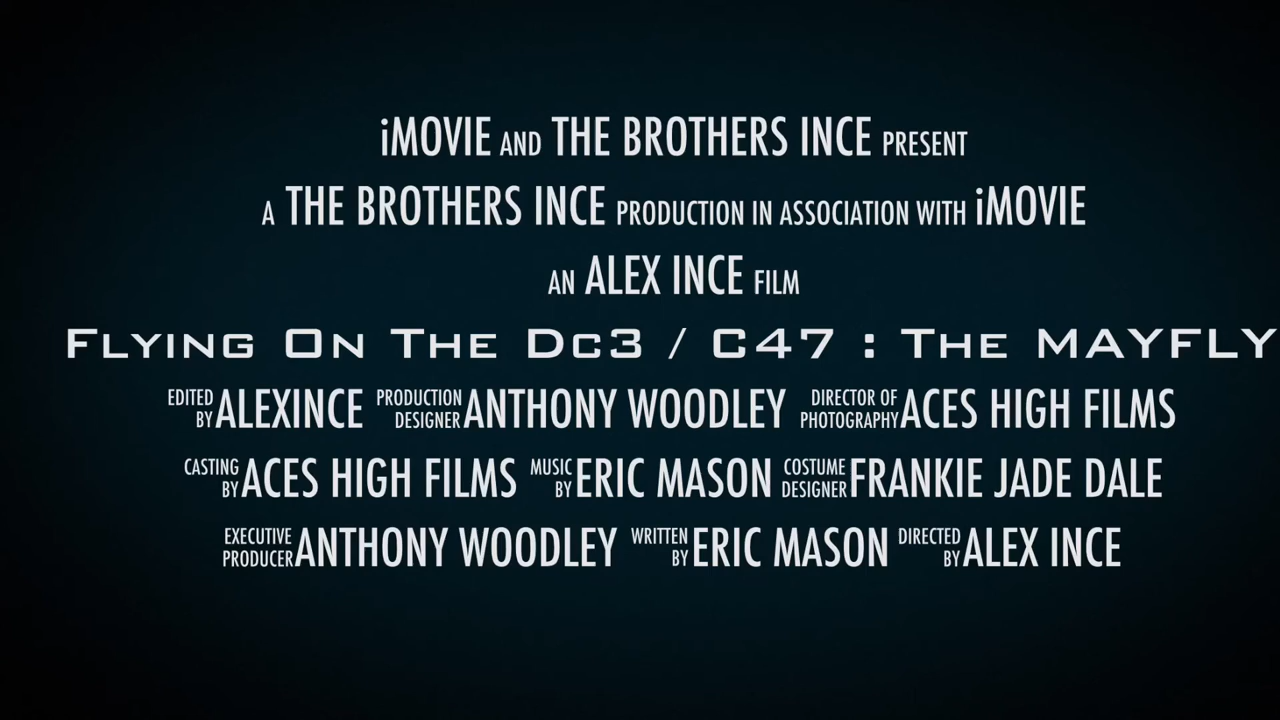 iMOVIE AND THE BROTHERS INCE PRESENT
A THE BROTHERS INCE PRODUCTION IN ASSOCIATION WITH iMOVIE
AN ALEX INCE FILM
FLYING ON THE DC3 / C47 : THE MAYFLY
EDITED BY ALEXINCE PRODUCTION DESIGNER ANTHONY WOODLEY DIRECTOR OF PHOTOGRAPHY ACES HIGH FILMS
CASTING BY ACES HIGH FILMS MUSIC BY ERIC MASON COSTUME DESIGNER FRANKIE JADE DALE
EXECUTIVE PRODUCER ANTHONY WOODLEY WRITTEN BY ERIC MASON DIRECTED BY ALEX INCE